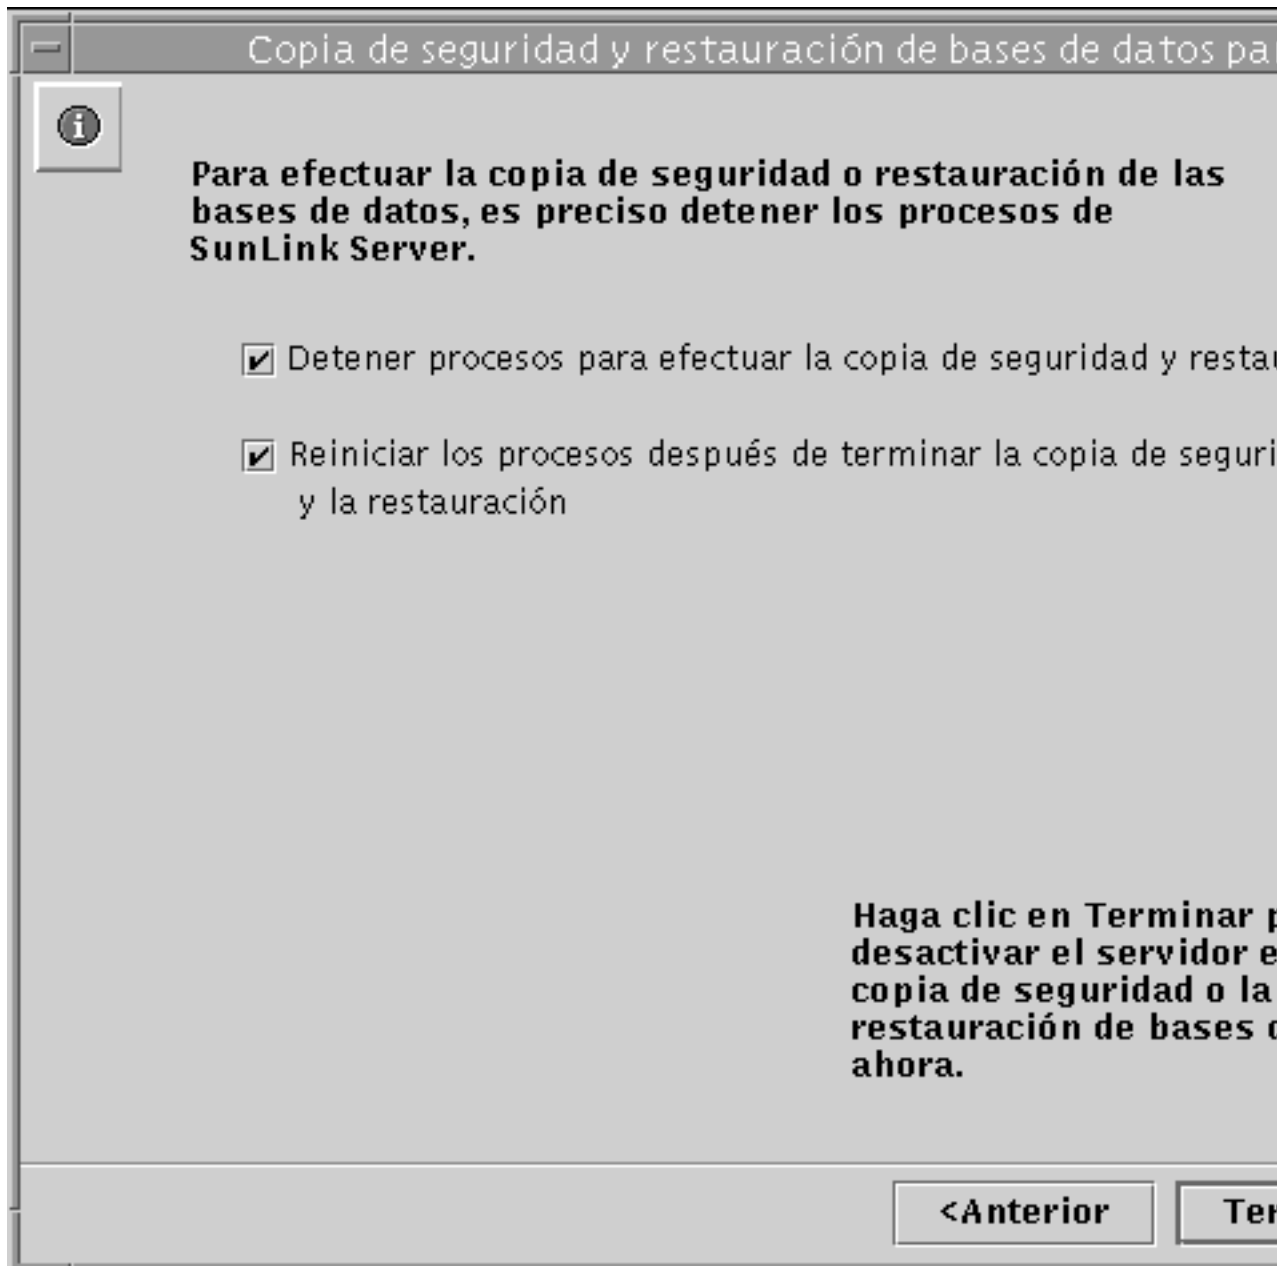 Copia de seguridad y restauración de bases de datos
Para efectuar la copia de seguridad o restauración de las
bases de datos, es preciso detener los procesos de
SunLink Server.
Detener procesos para efectuar la copia de seguridad y
Reiniciar los procesos después de terminar la copia de
y la restauración
Haga clic en Terminar
desactivar el servidor
copia de seguridad o la
restauración de bases
ahora.
<Anterior